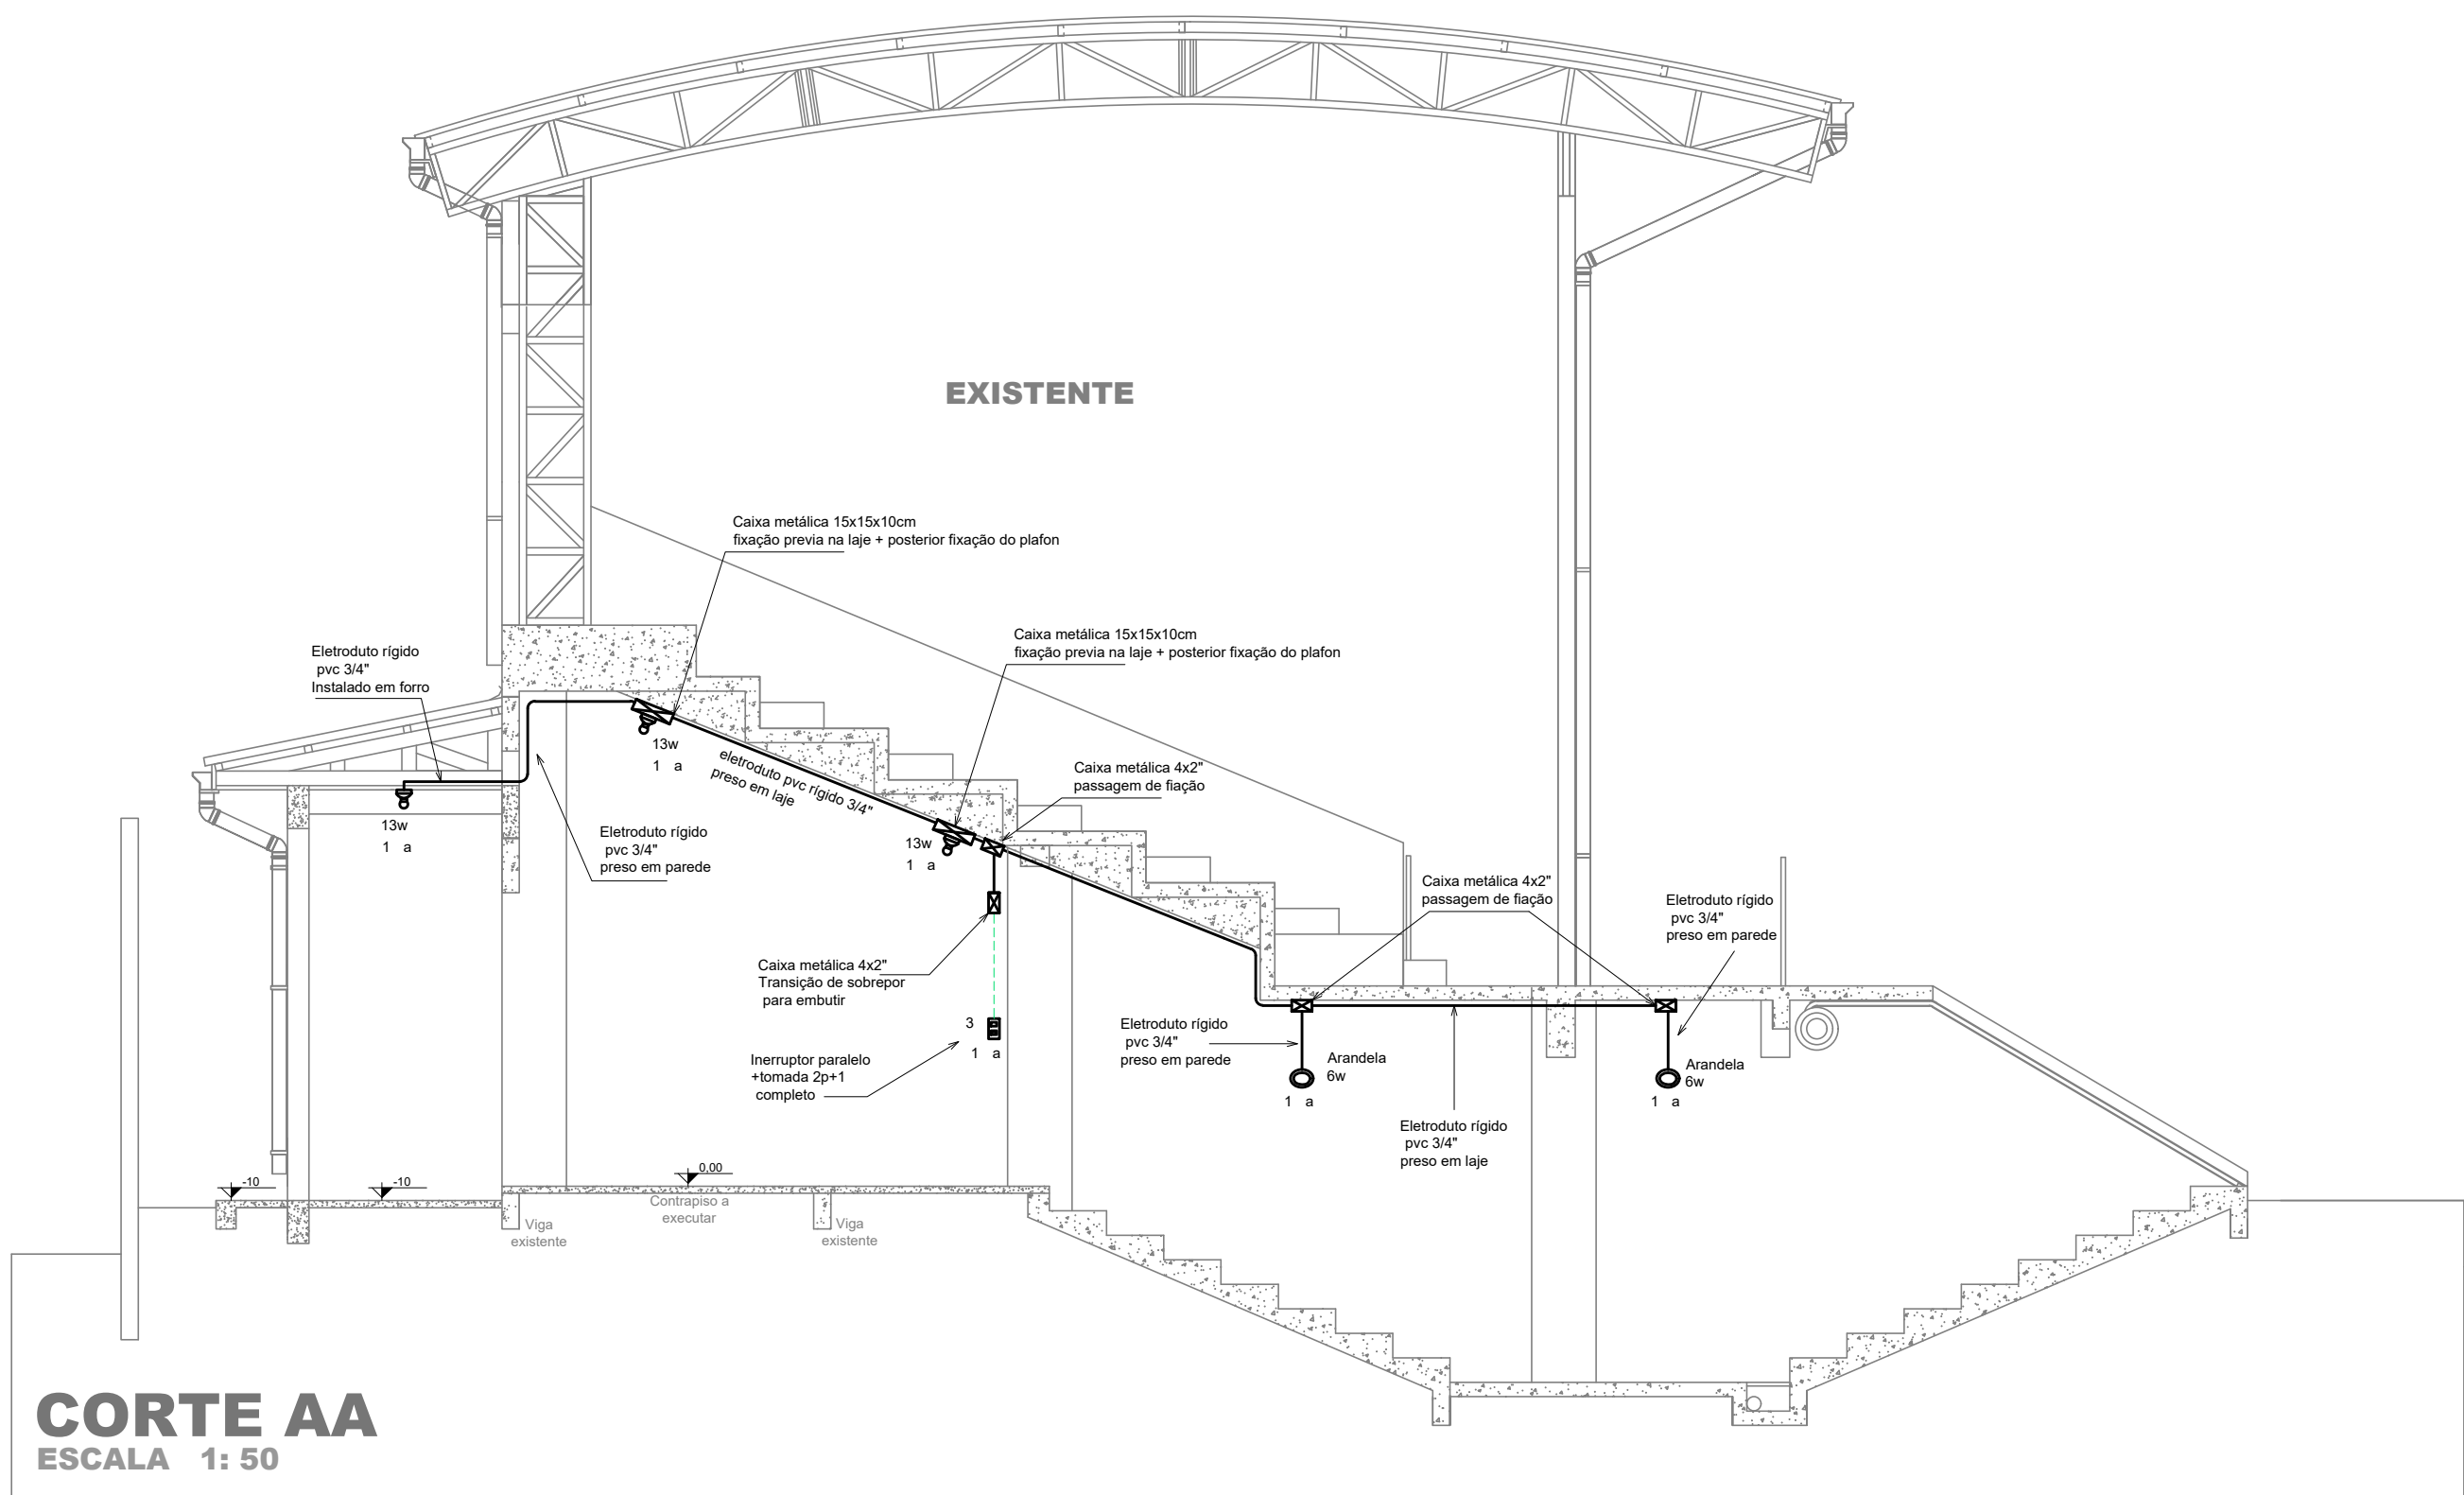 EXISTENTE
Caixa metálica 15x15x10cm
fixação previa na laje + posterior fixação do plafon
Caixa metálica 15x15x10cm
fixação previa na laje + posterior fixação do plafon
Eletroduto rígido
pvc 3/4"
Instalado em forro
13w
1 a
eletroduto pvc rígido 3/4"
preso em laje
Caixa metálica 4x2"
passagem de fiação
13w
1 a
Eletroduto rígido
pvc 3/4"
preso em parede
13w
1 a
Caixa metálica 4x2"
passagem de fiação
Eletroduto rígido
pvc 3/4"
preso em parede
Caixa metálica 4x2"
Transição de sobrepor
para embutir
3
1 a
Inerruptor paralelo
+tomada 2p+1
completo
Eletroduto rígido
pvc 3/4"
preso em parede
Arandela
6w
1 a
Arandela
6w
1 a
Eletroduto rígido
pvc 3/4"
preso em laje
-10
-10
0,00
Contrapiso a
executar
Viga
existente
Viga
existente
CORTE AA
ESCALA 1: 50